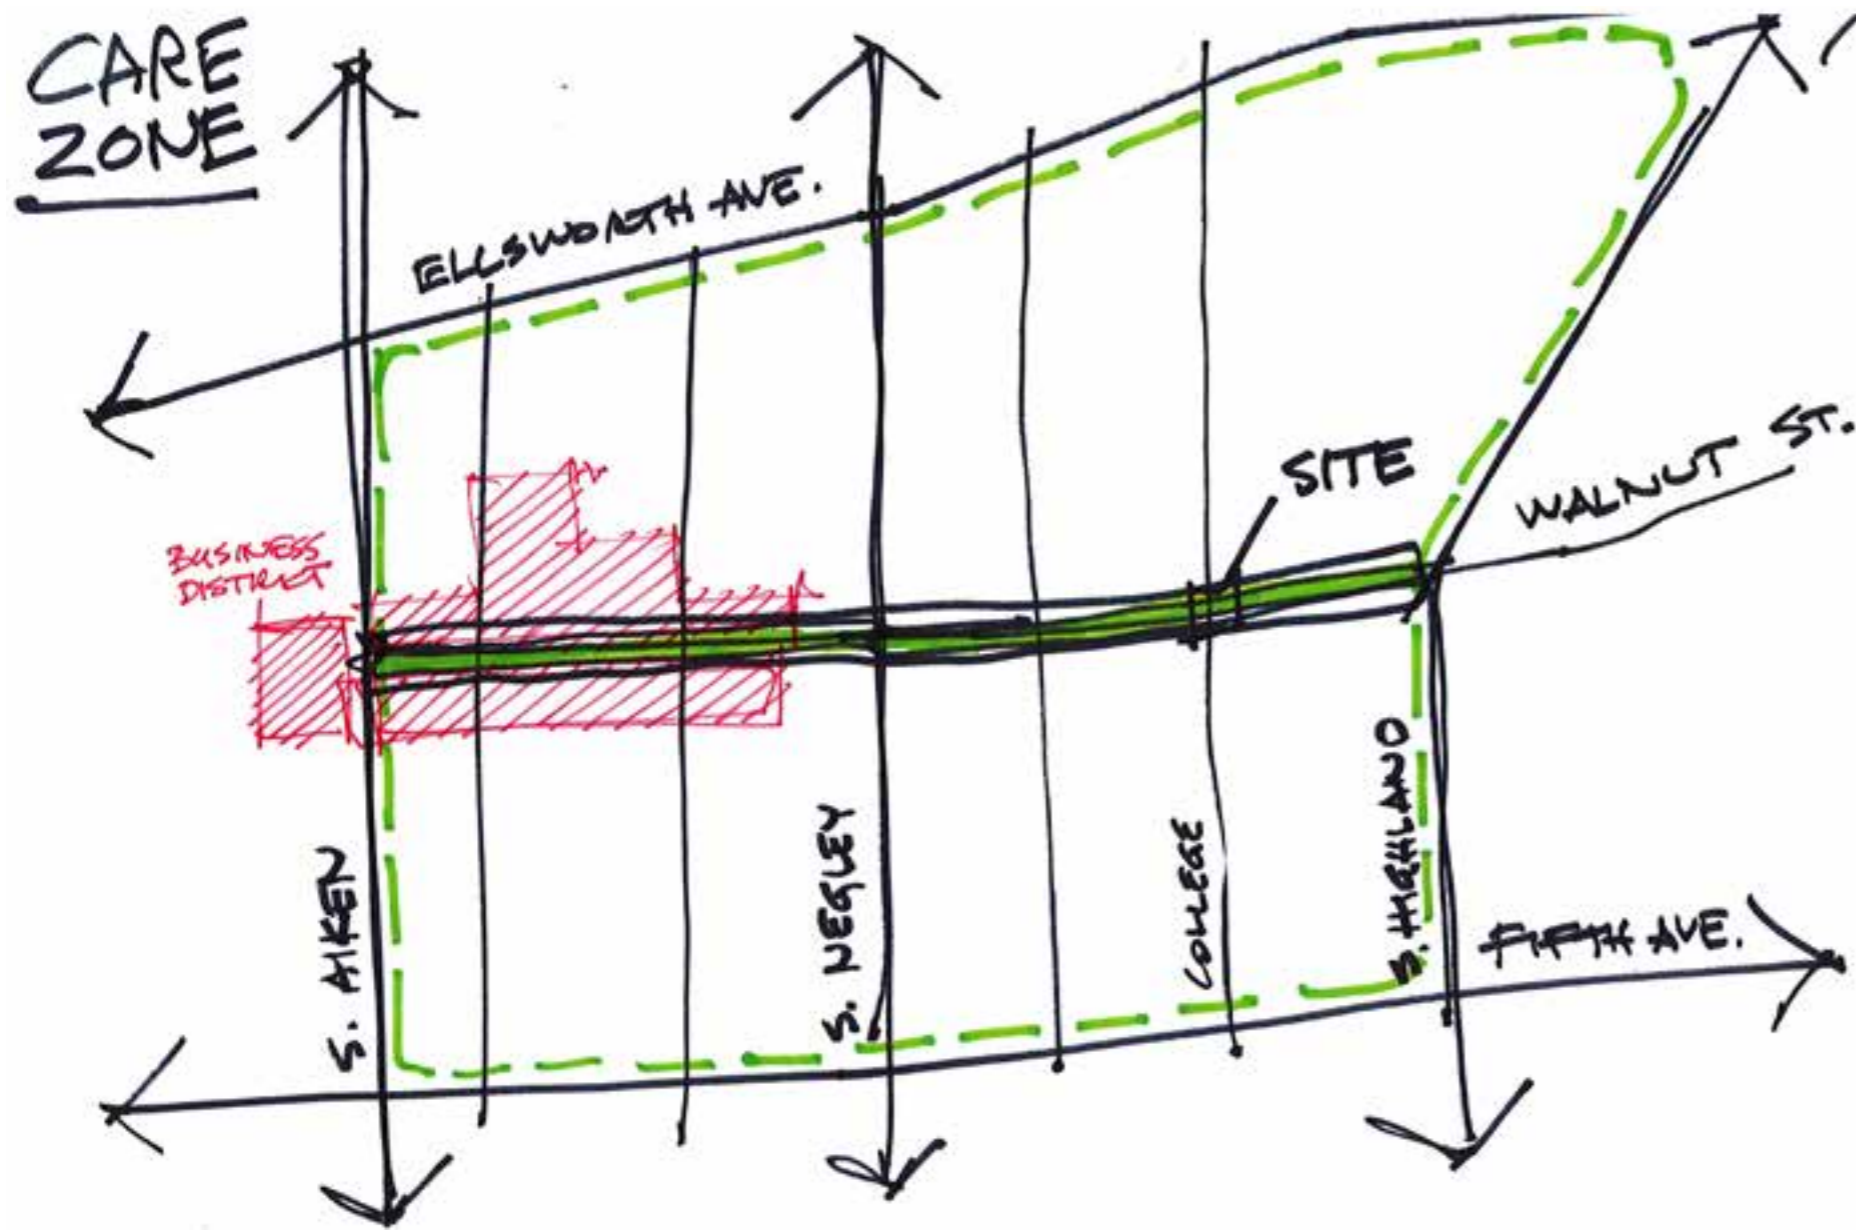 CARE
ZONE
ELLSWORTH AVE.
SITE
WALNUT ST.
BUSINESS
DISTRICT
S. AIKEN
S. NEGLEY
COLLEGE
S. HIGHLAND
FIFTH AVE.